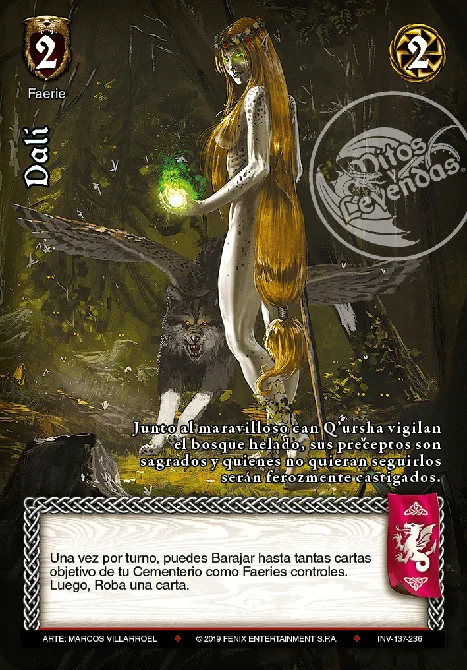 2
2
Faerie
Dalí
Mitos
y
Leyendas
Junto al maravilloso can Q'ursha vigilan
el bosque helado, sus preceptos son
sagrados y quienes no quieran seguirlos
serán ferozmente castigados.
Una vez por turno, puedes Barajar hasta tantas cartas
objetivo de tu Cementerio como Faeries controles.
Luego, Roba una carta.
ARTE: MARCOS VILLARROEL ♦ © 2019 FENIX ENTERTAINMENT S.P.A. ♦ INV-137-236